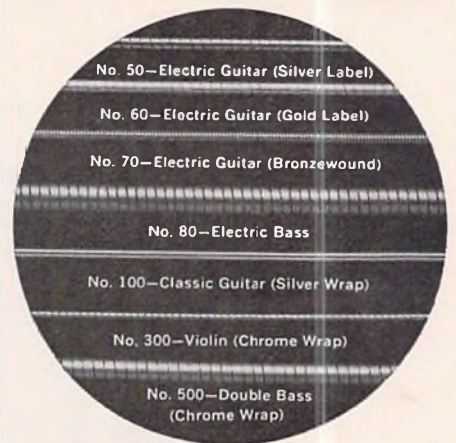 No. 50—Electric Guitar (Silver Label)
No. 60—Electric Guitar (Gold Label)
No. 70—Electric Guitar (Bronzewound)
No. 80—Electric Bass
No. 100—Classic Guitar (Silver Wrap)
No. 300—Violin (Chrome Wrap)
No. 500—Double Bass
(Chrome Wrap)